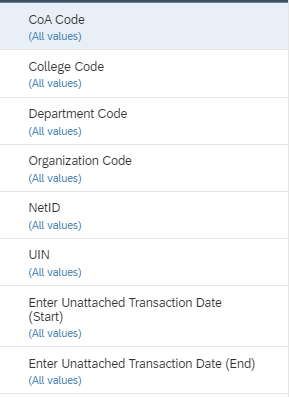 CoA Code
(All values)
College Code
(All values)
Department Code
(All values)
Organization Code
(All values)
NetID
(All values)
UIN
(All values)
Enter Unattached Transaction Date
(Start)
(All values)
Enter Unattached Transaction Date (End)
(All values)